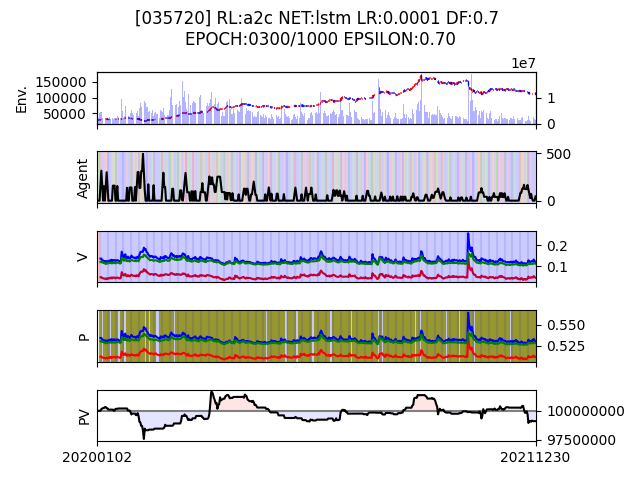 [035720] RL:a2c NET:lstm LR:0.0001 DF:0.7
EPOCH:0300/1000 EPSILON:0.70
1e7
Env.
150000
100000
50000
1
0
Agent
500
0
V
0.2
0.1
P
0.550
0.525
PV
100000000
97500000
20200102
20211230